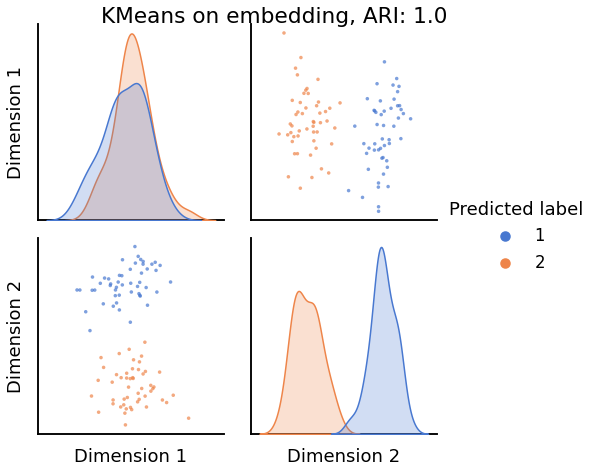 KMeans on embedding, ARI: 1.0
Dimension 1
Predicted label
1
2
Dimension 2
Dimension 1
Dimension 2